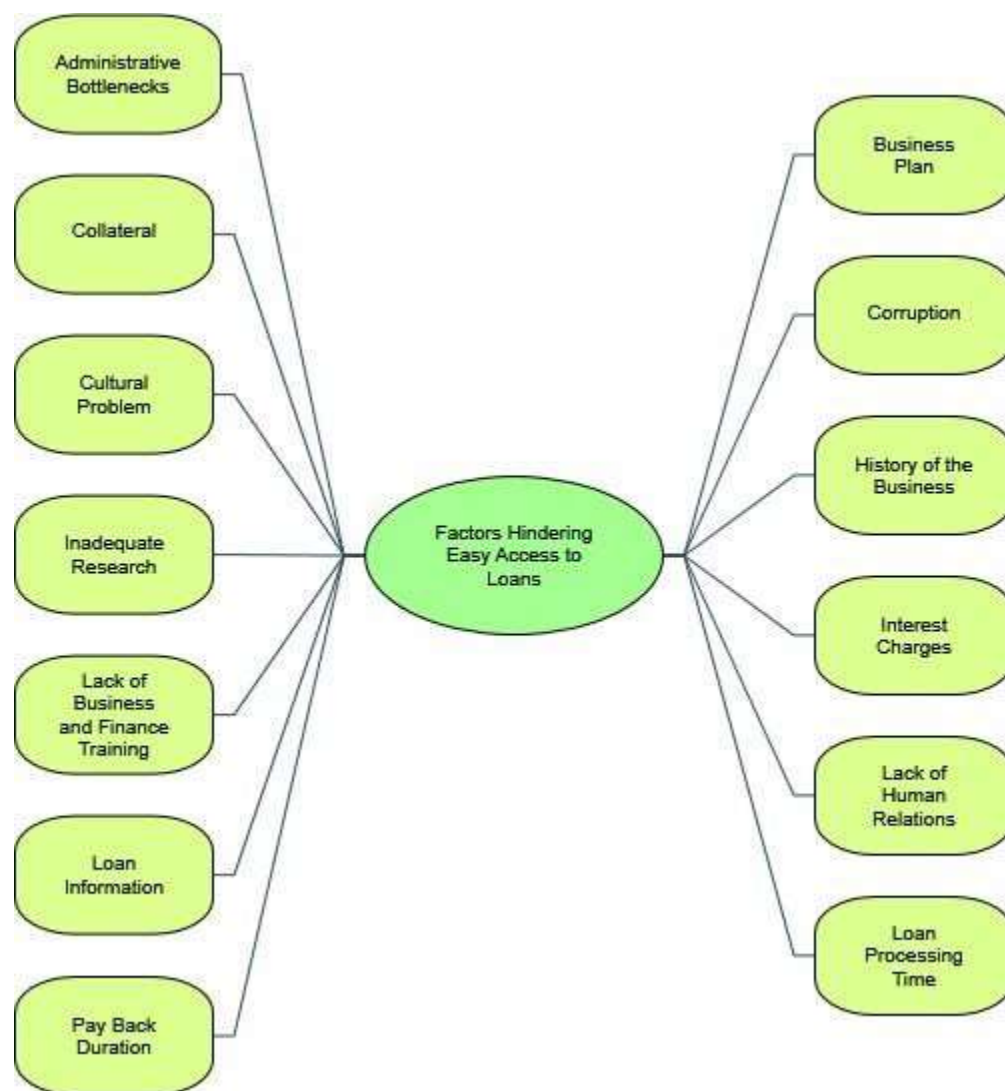 Administrative
Bottlenecks
Collateral
Cultural
Problem
Inadequate
Research
Lack of
Business
and Finance
Training
Loan
Information
Pay Back
Duration
Factors Hindering
Easy Access to
Loans
Business
Plan
Corruption
History of the
Business
Interest
Charges
Lack of
Human
Relations
Loan
Processing
Time